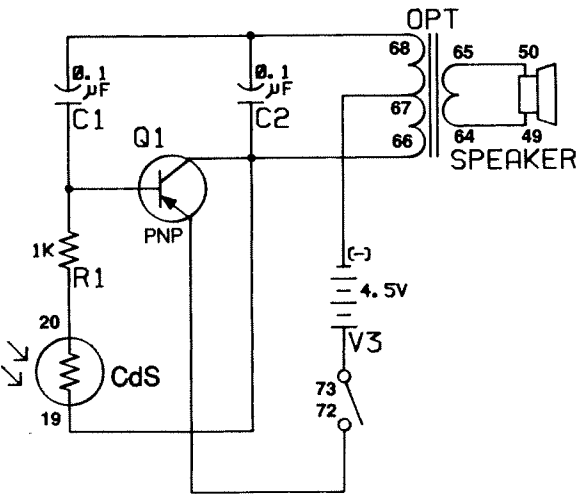 OPT
68
65
50
0.1
µF
C1
0.1
µF
C2
67
66
64
49
SPEAKER
Q1
PNP
1K
R1
(-)
4.5V
V3
20
CdS
19
73
72